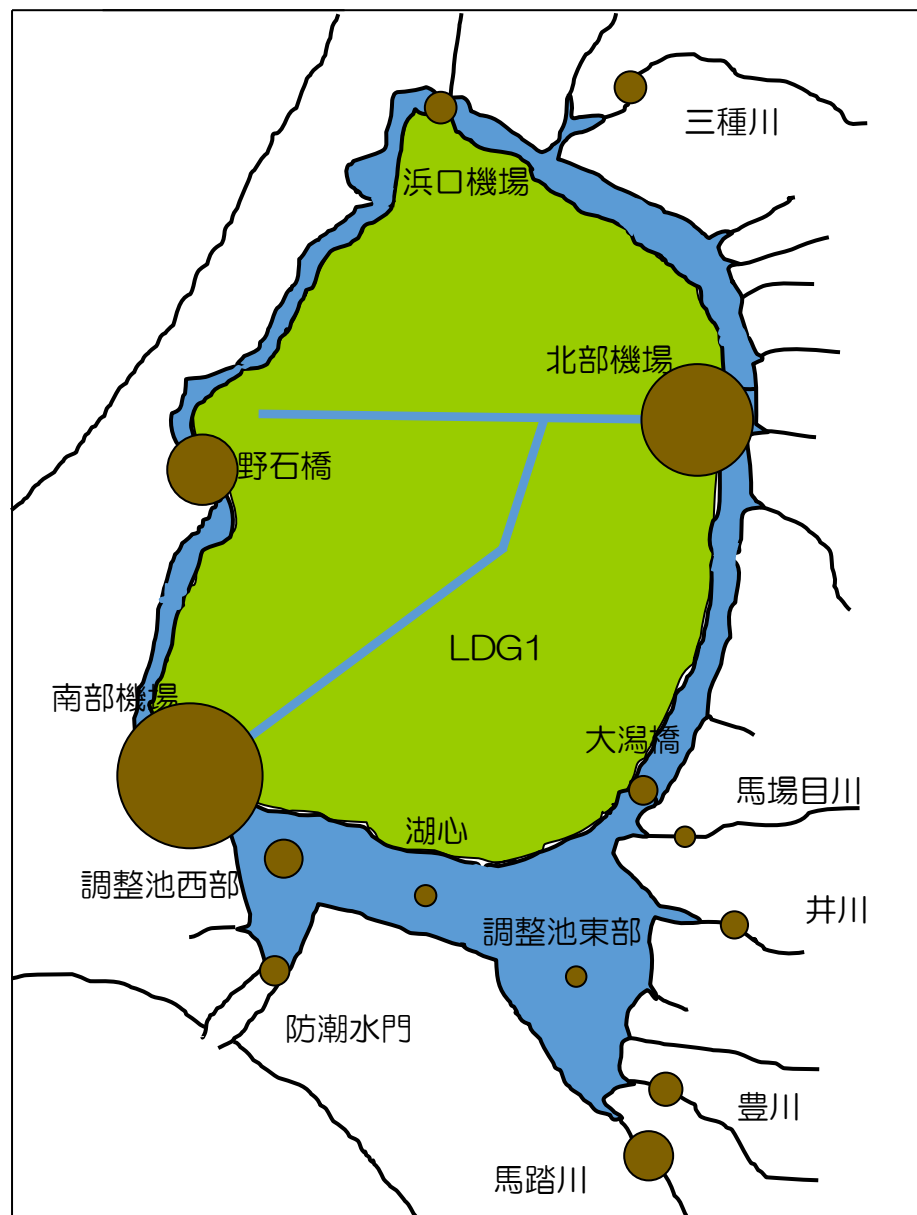 三種川
浜口機場
北部機場
野石橋
LDG1
南部機場
大潟橋
馬場目川
湖心
調整池西部
井川
調整池東部
防潮水門
豊川
馬踏川